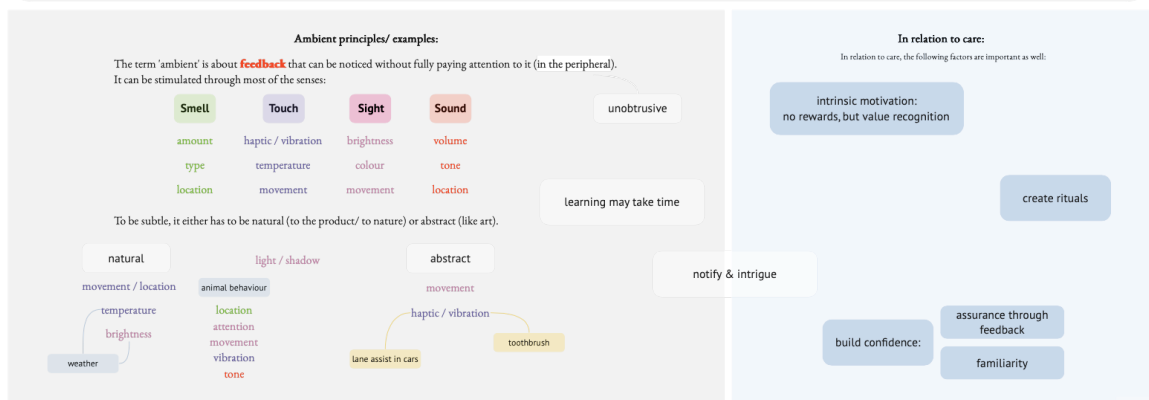 Ambient principles/ examples:
The term 'ambient' is about feedback that can be noticed without fully paying attention to it (in the peripheral).
It can be stimulated through most of the senses:
unobtrusive
Smell Touch Sight Sound
amount haptic / vibration brightness volume
type temperature colour tone
location movement movement location
learning may take time
To be subtle, it either has to be natural (to the product/ to nature) or abstract (like art).
natural
movement / location
temperature
brightness
weather
light / shadow
animal behaviour
location
attention
movement
vibration
tone
abstract
movement
haptic / vibration
lane assist in cars
toothbrush
notify & intrigue
In relation to care:
In relation to care, the following factors are important as well:
intrinsic motivation:
no rewards, but value recognition
create rituals
build confidence:
assurance through
feedback
familiarity